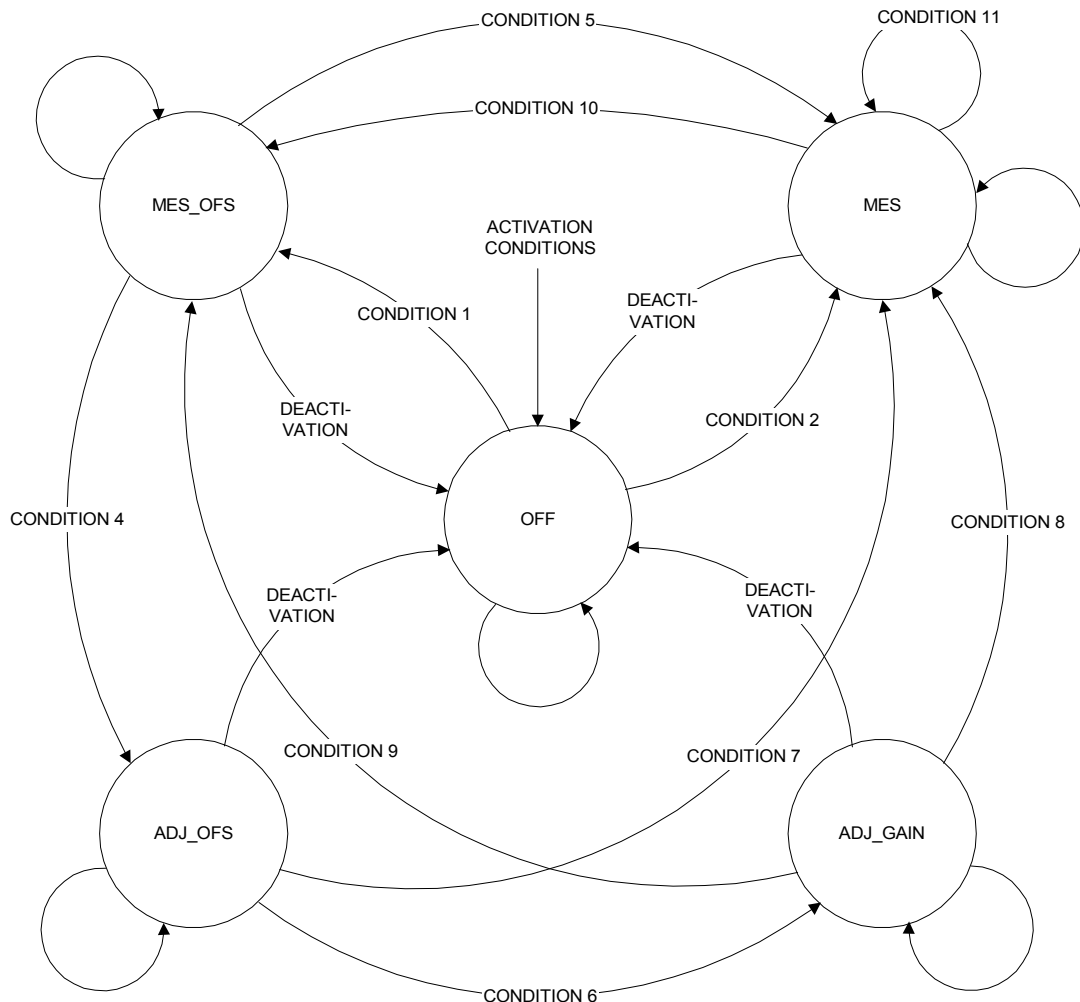 CONDITION 5
CONDITION 11
CONDITION 10
MES_OFS
MES
ACTIVATION
CONDITIONS
CONDITION 1
DEACTI-
VATION
DEACTI-
VATION
CONDITION 2
OFF
CONDITION 4
CONDITION 8
DEACTI-
VATION
DEACTI-
VATION
CONDITION 9
CONDITION 7
ADJ_OFS
ADJ_GAIN
CONDITION 6